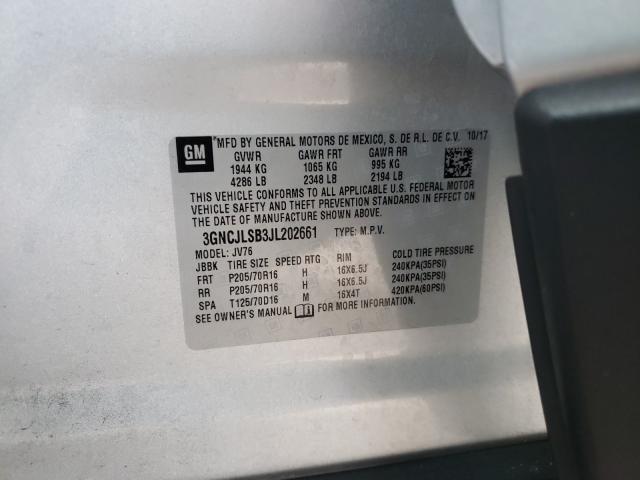 GM
*MFD BY GENERAL MOTORS DE MEXICO, S. DE R.L. DE C.V. 10/17
GVWR GAWR FRT GAWR RR
1944 KG 1065 KG 995 KG
4286 LB 2348 LB 2194 LB
THIS VEHICLE CONFORMS TO ALL APPLICABLE U.S. FEDERAL MOTOR
VEHICLE SAFETY AND THEFT PREVENTION STANDARDS IN EFFECT ON
THE DATE OF MANUFACTURE SHOWN ABOVE.
3GNCJLSB3JL202661 TYPE: M.P.V.
MODEL: JV76
JBBK TIRE SIZE SPEED RTG RIM COLD TIRE PRESSURE
FRT P205/70R16 H 16X6.5J 240KPA(35PSI)
RR P205/70R16 H 16X6.5J 240KPA(35PSI)
SPA T125/70D16 M 16X4T 420KPA(60PSI)
SEE OWNER'S MANUAL FOR MORE INFORMATION.